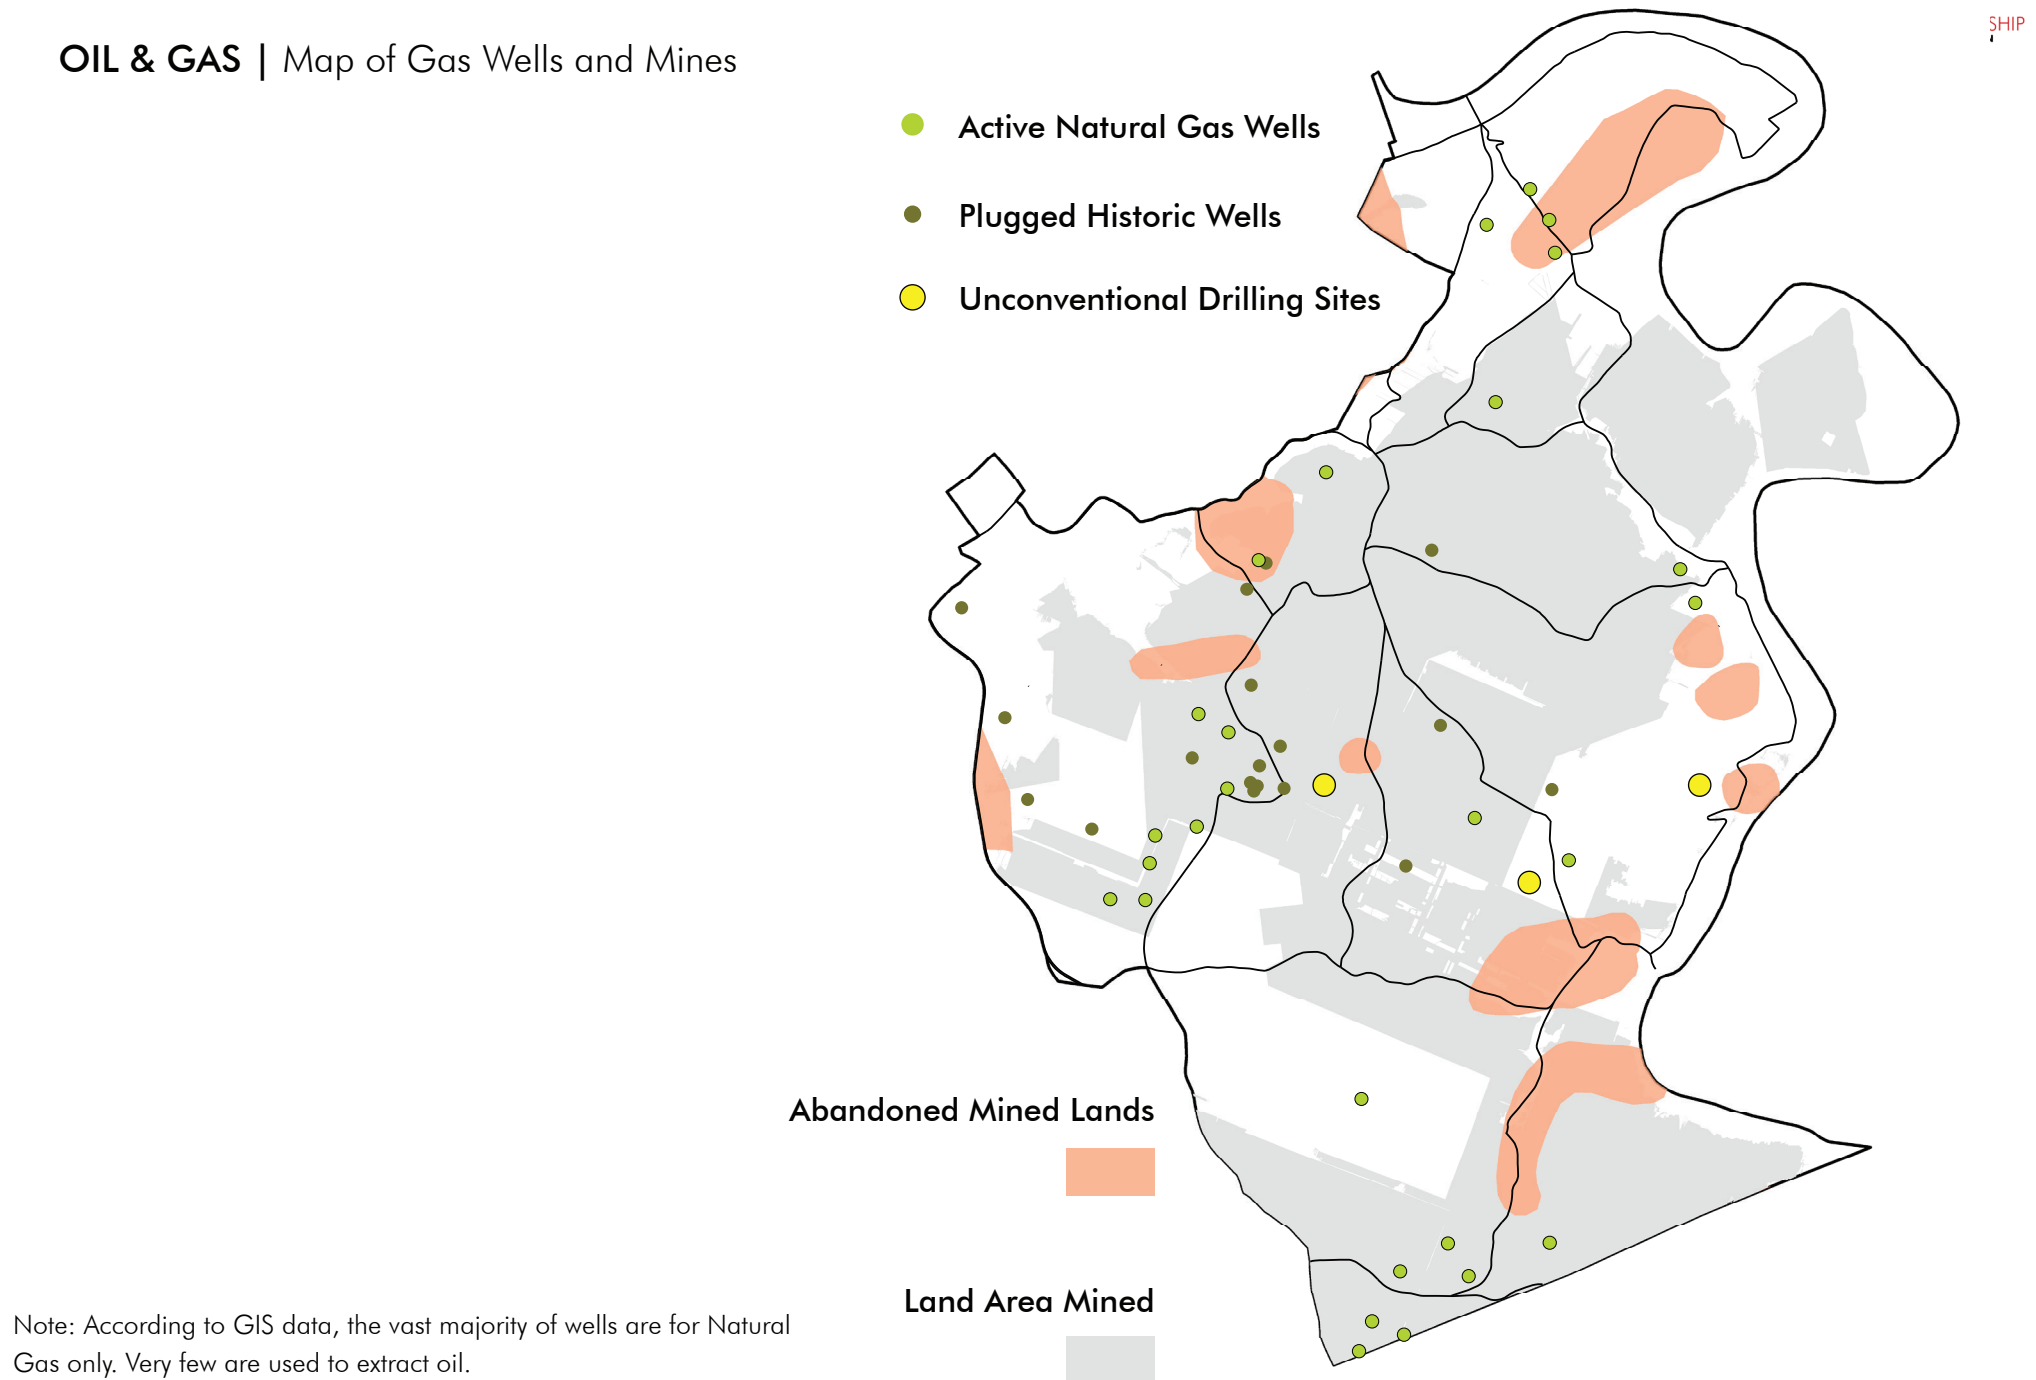 SHIP
OIL & GAS | Map of Gas Wells and Mines
Active Natural Gas Wells
Plugged Historic Wells
Unconventional Drilling Sites
Abandoned Mined Lands
Land Area Mined
Note: According to GIS data, the vast majority of wells are for Natural
Gas only. Very few are used to extract oil.